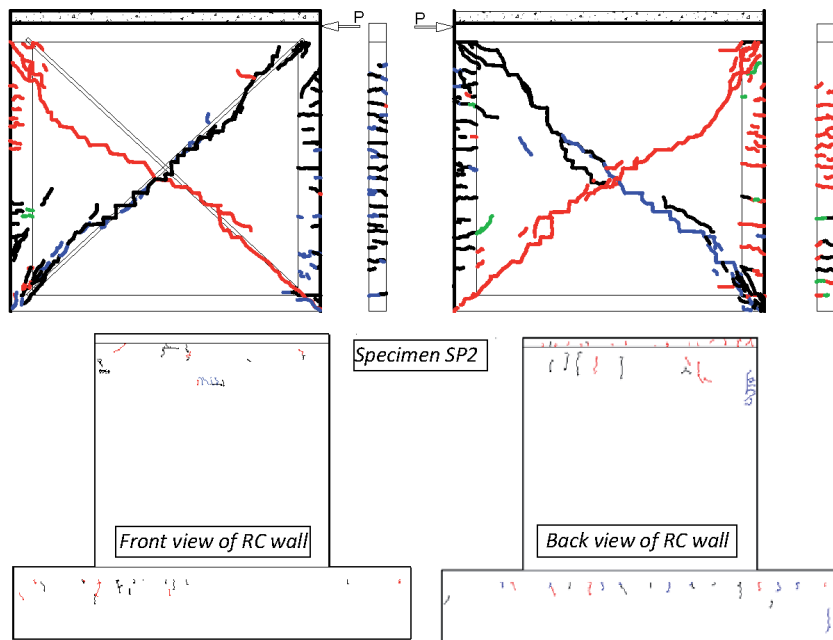 P
P
Specimen SP2
Front view of RC wall
Back view of RC wall